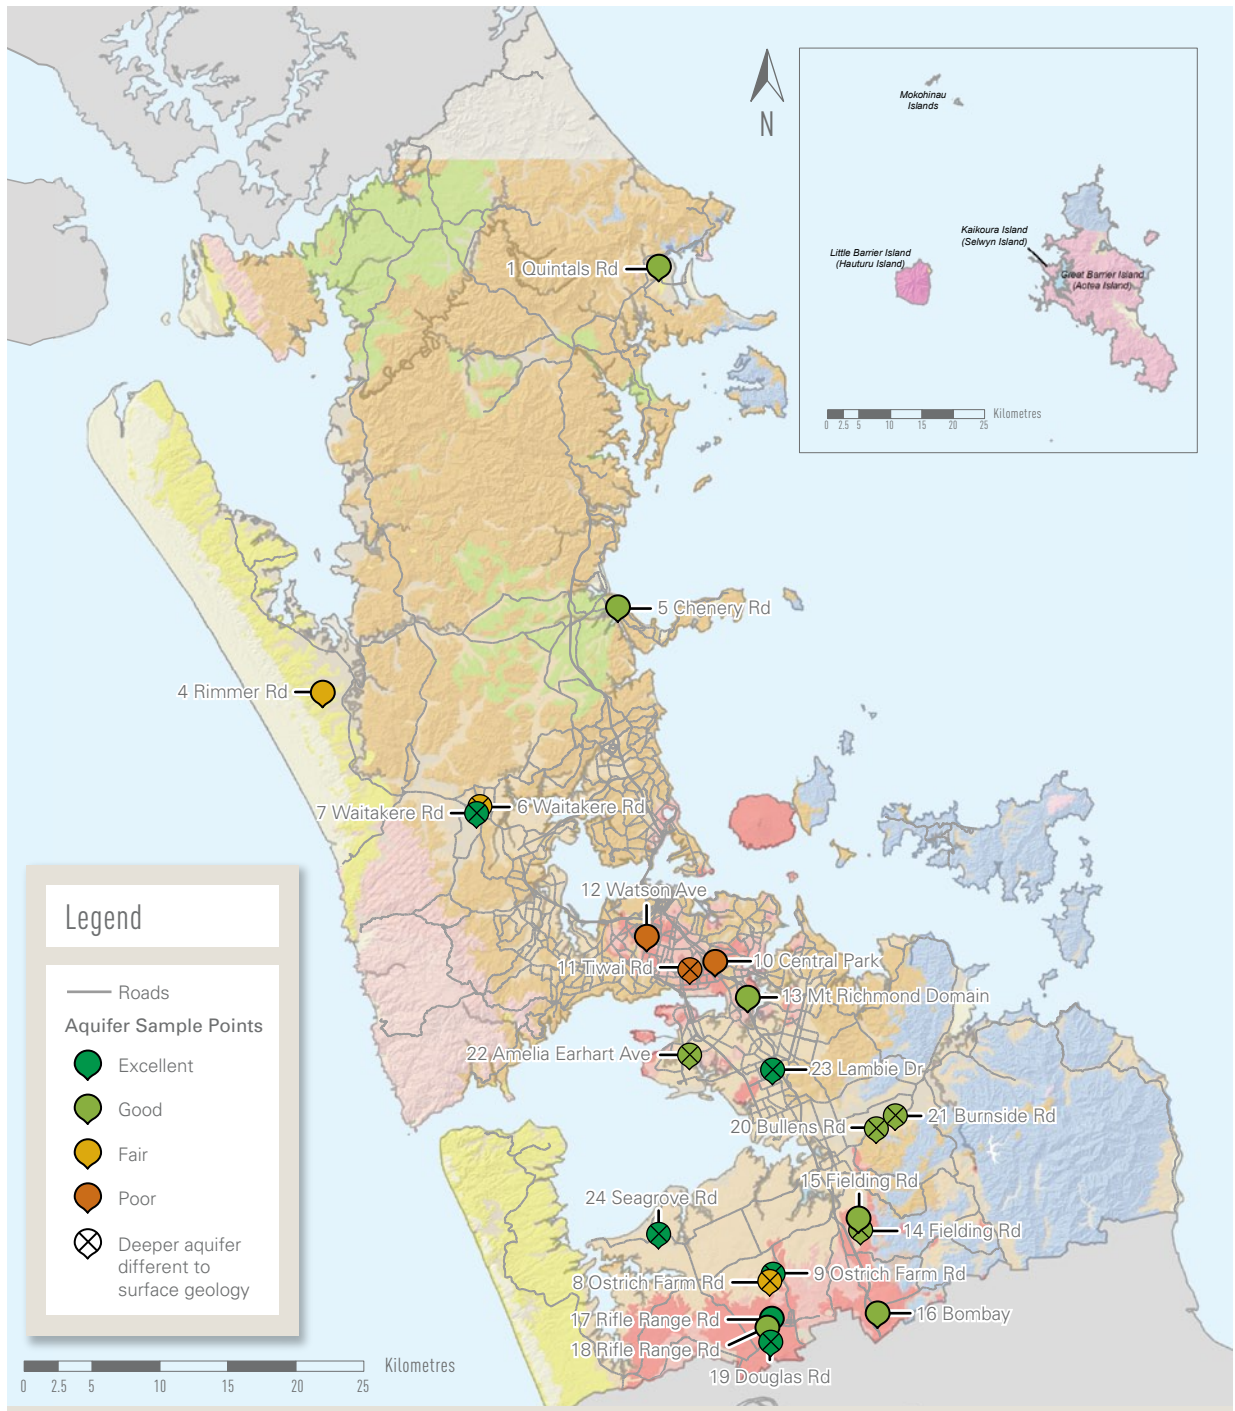 Mokohinau
Islands
N
Kaikoura Island
(Selwyn Island)
Little Barrier Island
(Hauturu Island)
Great Barrier Island
(Aotea Island)
Kilometres
0 2.5 5 10 15 20 25
1 Quintals Rd
5 Chenery Rd
4 Rimmer Rd
6 Waitakere Rd
7 Waitakere Rd
12 Watson Ave
10 Central Park
11 Tiwai Rd
13 Mt Richmond Domain
22 Amelia Earhart Ave
23 Lambie Dr
21 Burnside Rd
20 Bullens Rd
15 Fielding Rd
24 Seagrove Rd
14 Fielding Rd
9 Ostrich Farm Rd
8 Ostrich Farm Rd
16 Bombay
17 Rifle Range Rd
18 Rifle Range Rd
19 Douglas Rd
Legend
Roads
Aquifer Sample Points
Excellent
Good
Fair
Poor
Deeper aquifer
different to
surface geology
Kilometres
0 2.5 5 10 15 20 25